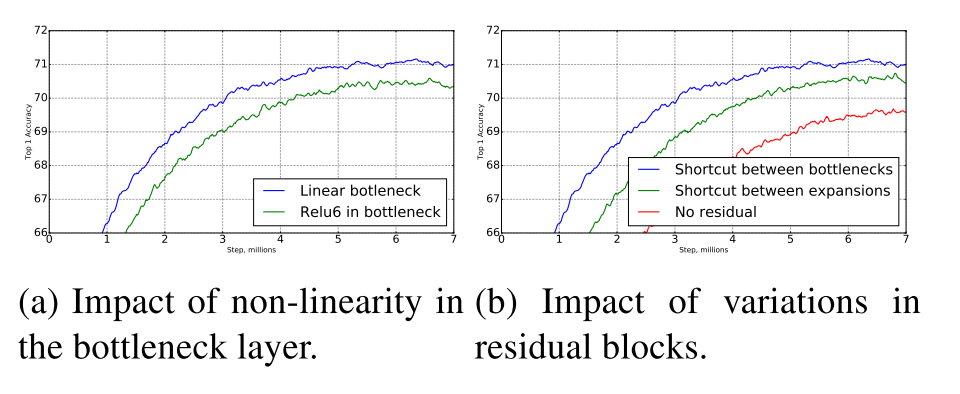 72
71
70
69
68
67
66
Top 1 Accuracy
0 1 2 3 4 5 6 7
Step, millions
Linear botleneck
Relu6 in bottleneck
72
71
70
69
68
67
66
Top 1 Accuracy
0 1 2 3 4 5 6 7
Step, millions
Shortcut between bottlenecks
Shortcut between expansions
No residual
(a) Impact of non-linearity in
the bottleneck layer.
(b) Impact of variations in
residual blocks.